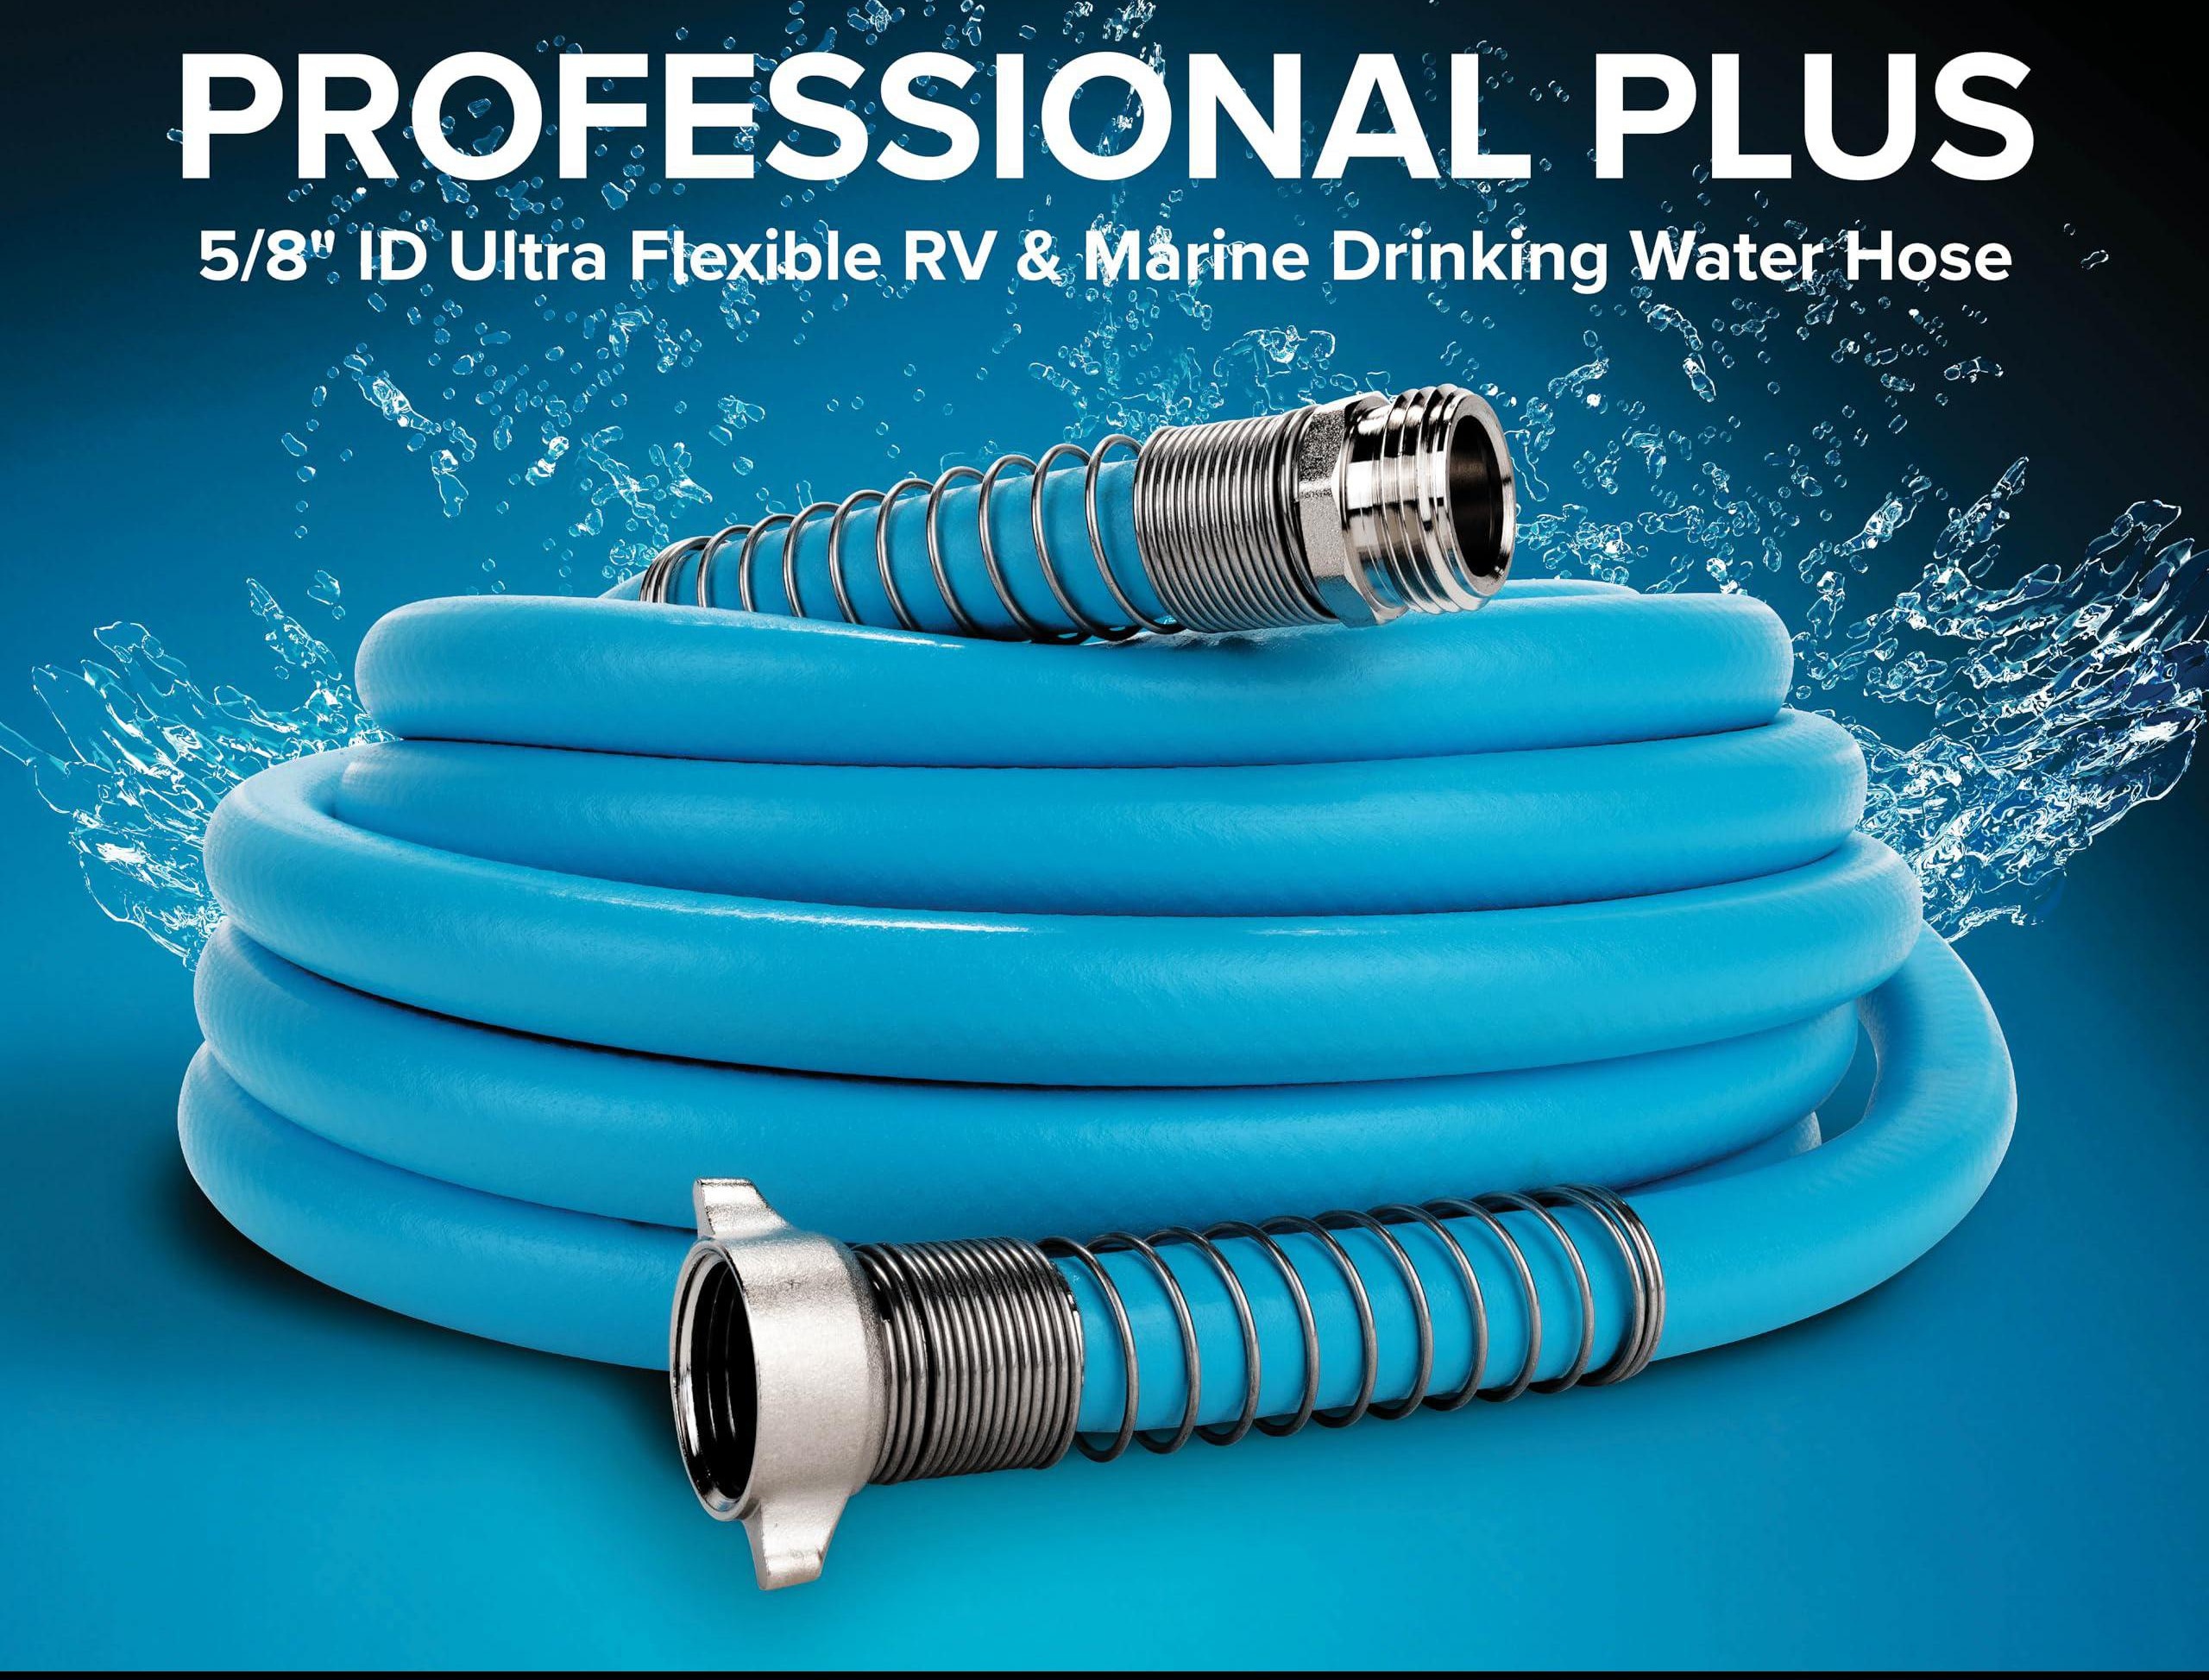 PROFESSIONAL PLUS
5/8" ID Ultra Flexible RV & Marine Drinking Water Hose